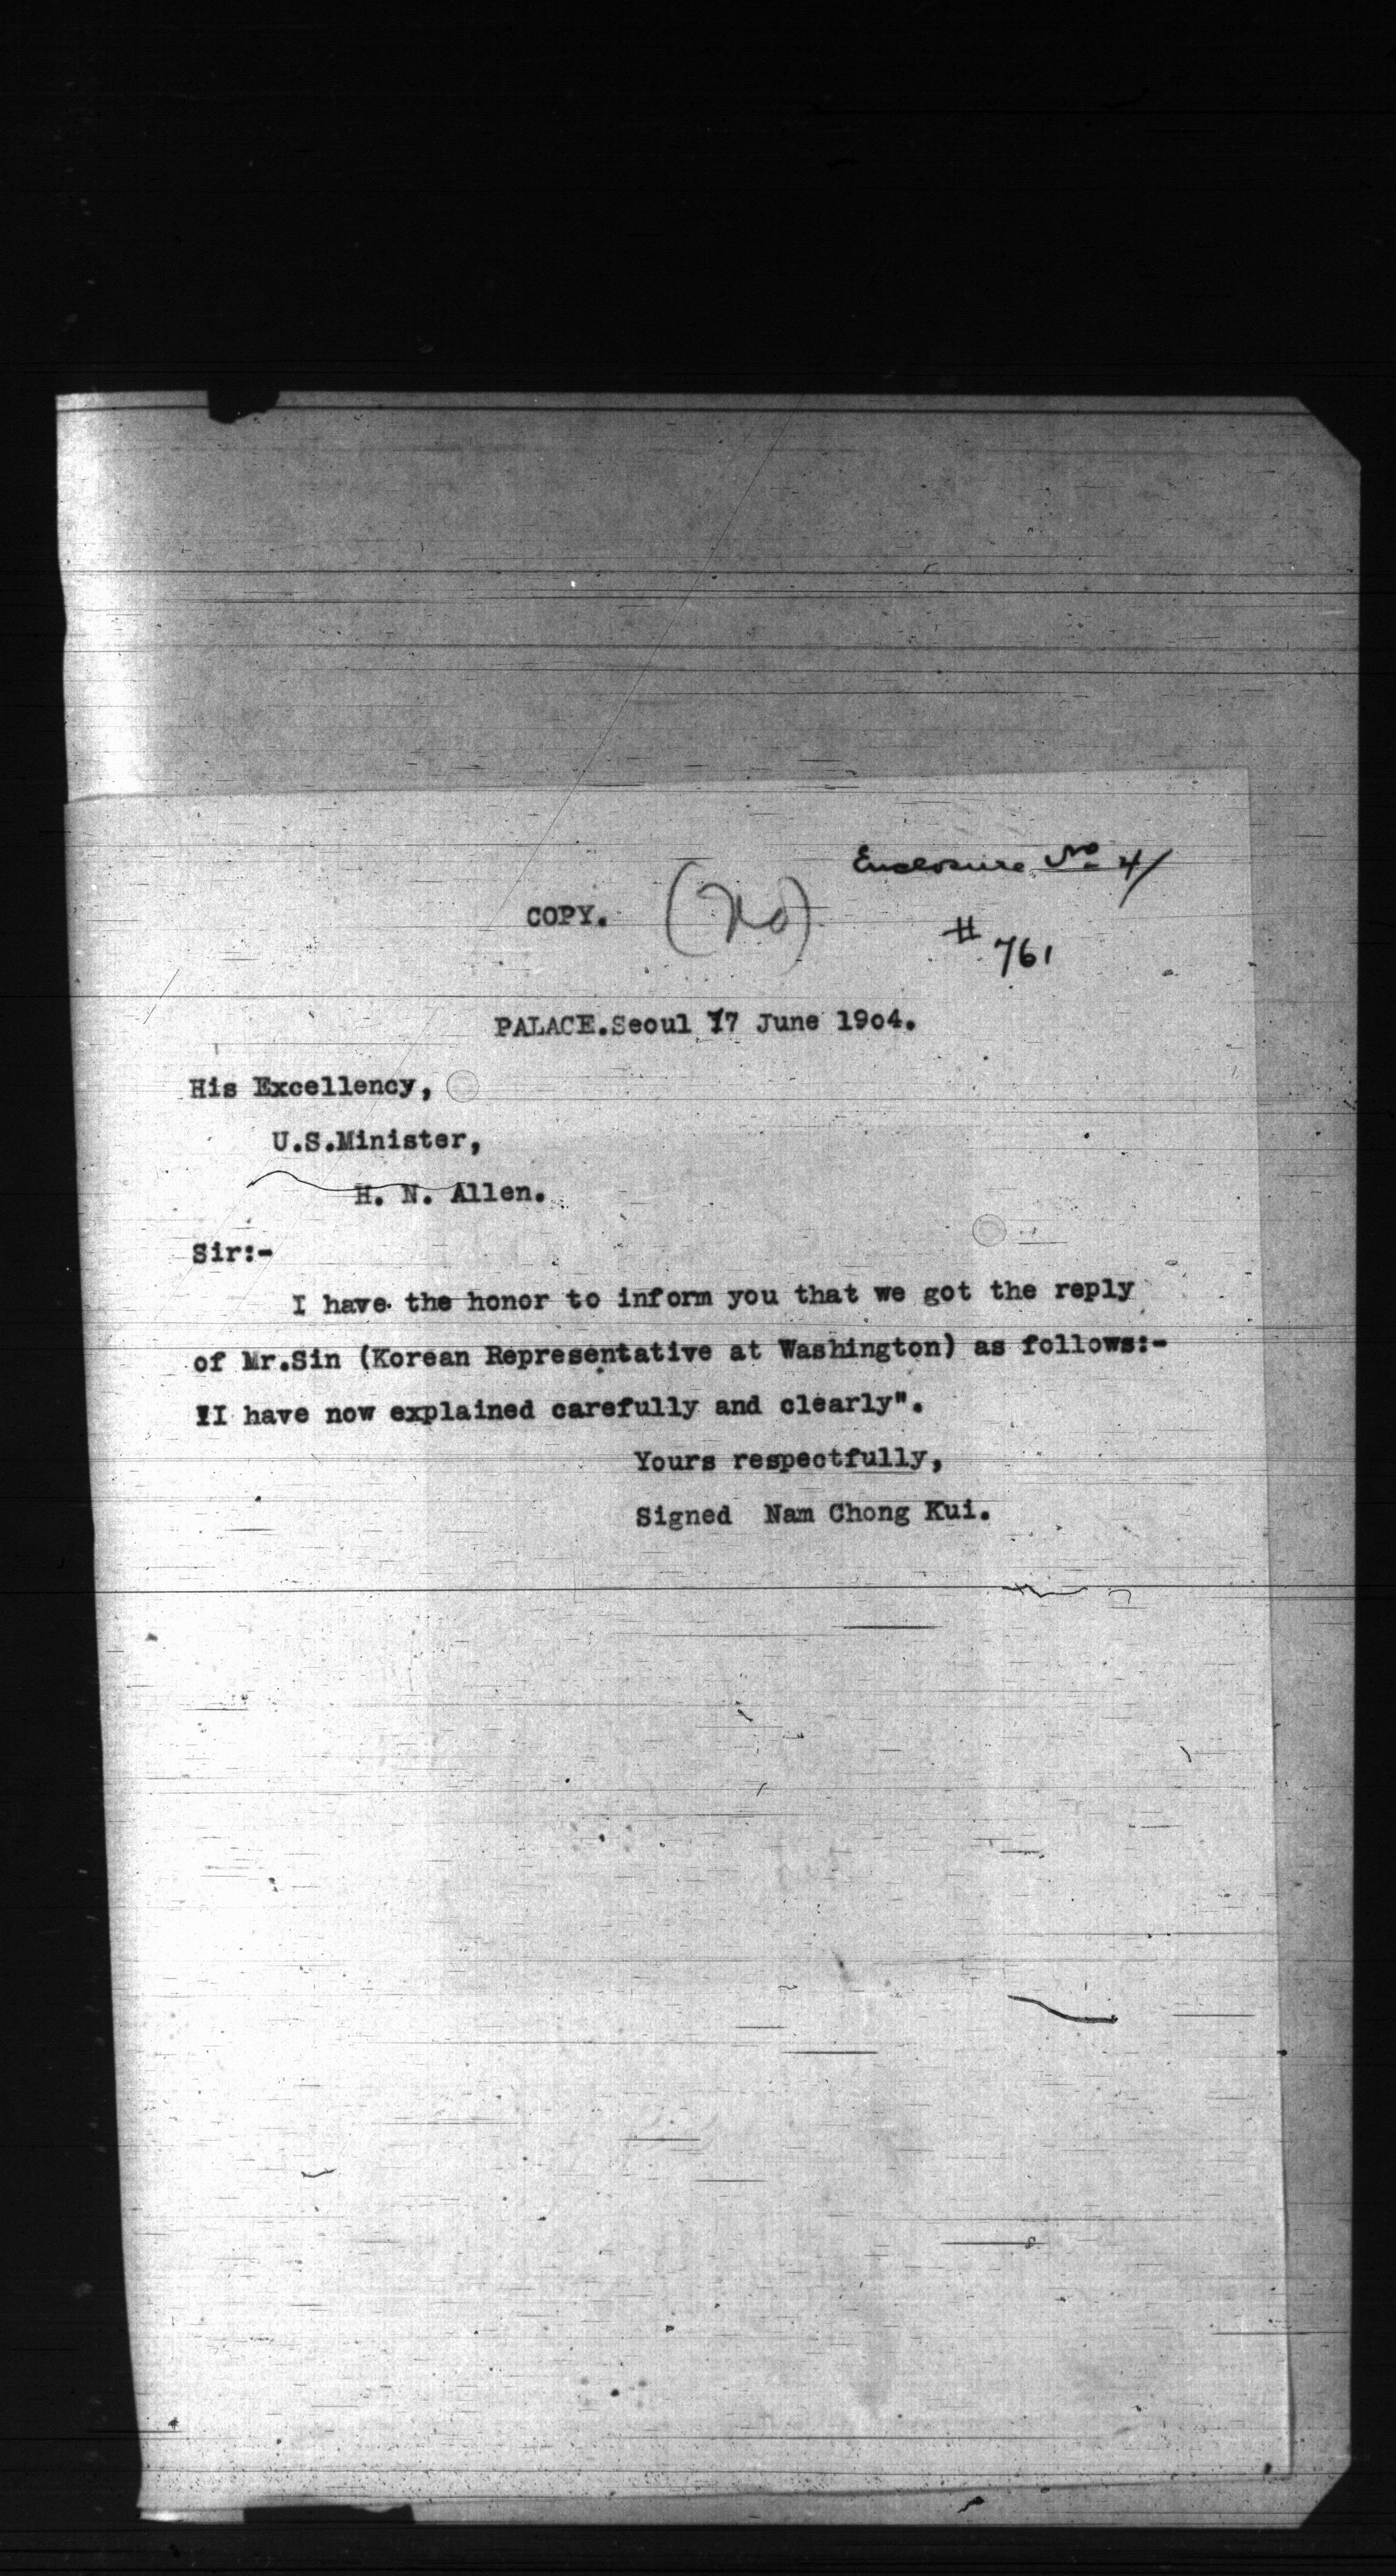 Enclosure No 4
COPY. (No)
# 761
PALACE.Seoul 17 June 19o4.
His Excellency,
U.S.Minister,
H. N. Allen.
Sir:-
I have the honor to inform you that we got the reply
of Mr.Sin (Korean Representative at Washington) as follows:-
"I have now explained carefully and clearly".
Yours respectfully,
Signed Nam Chong Kui.